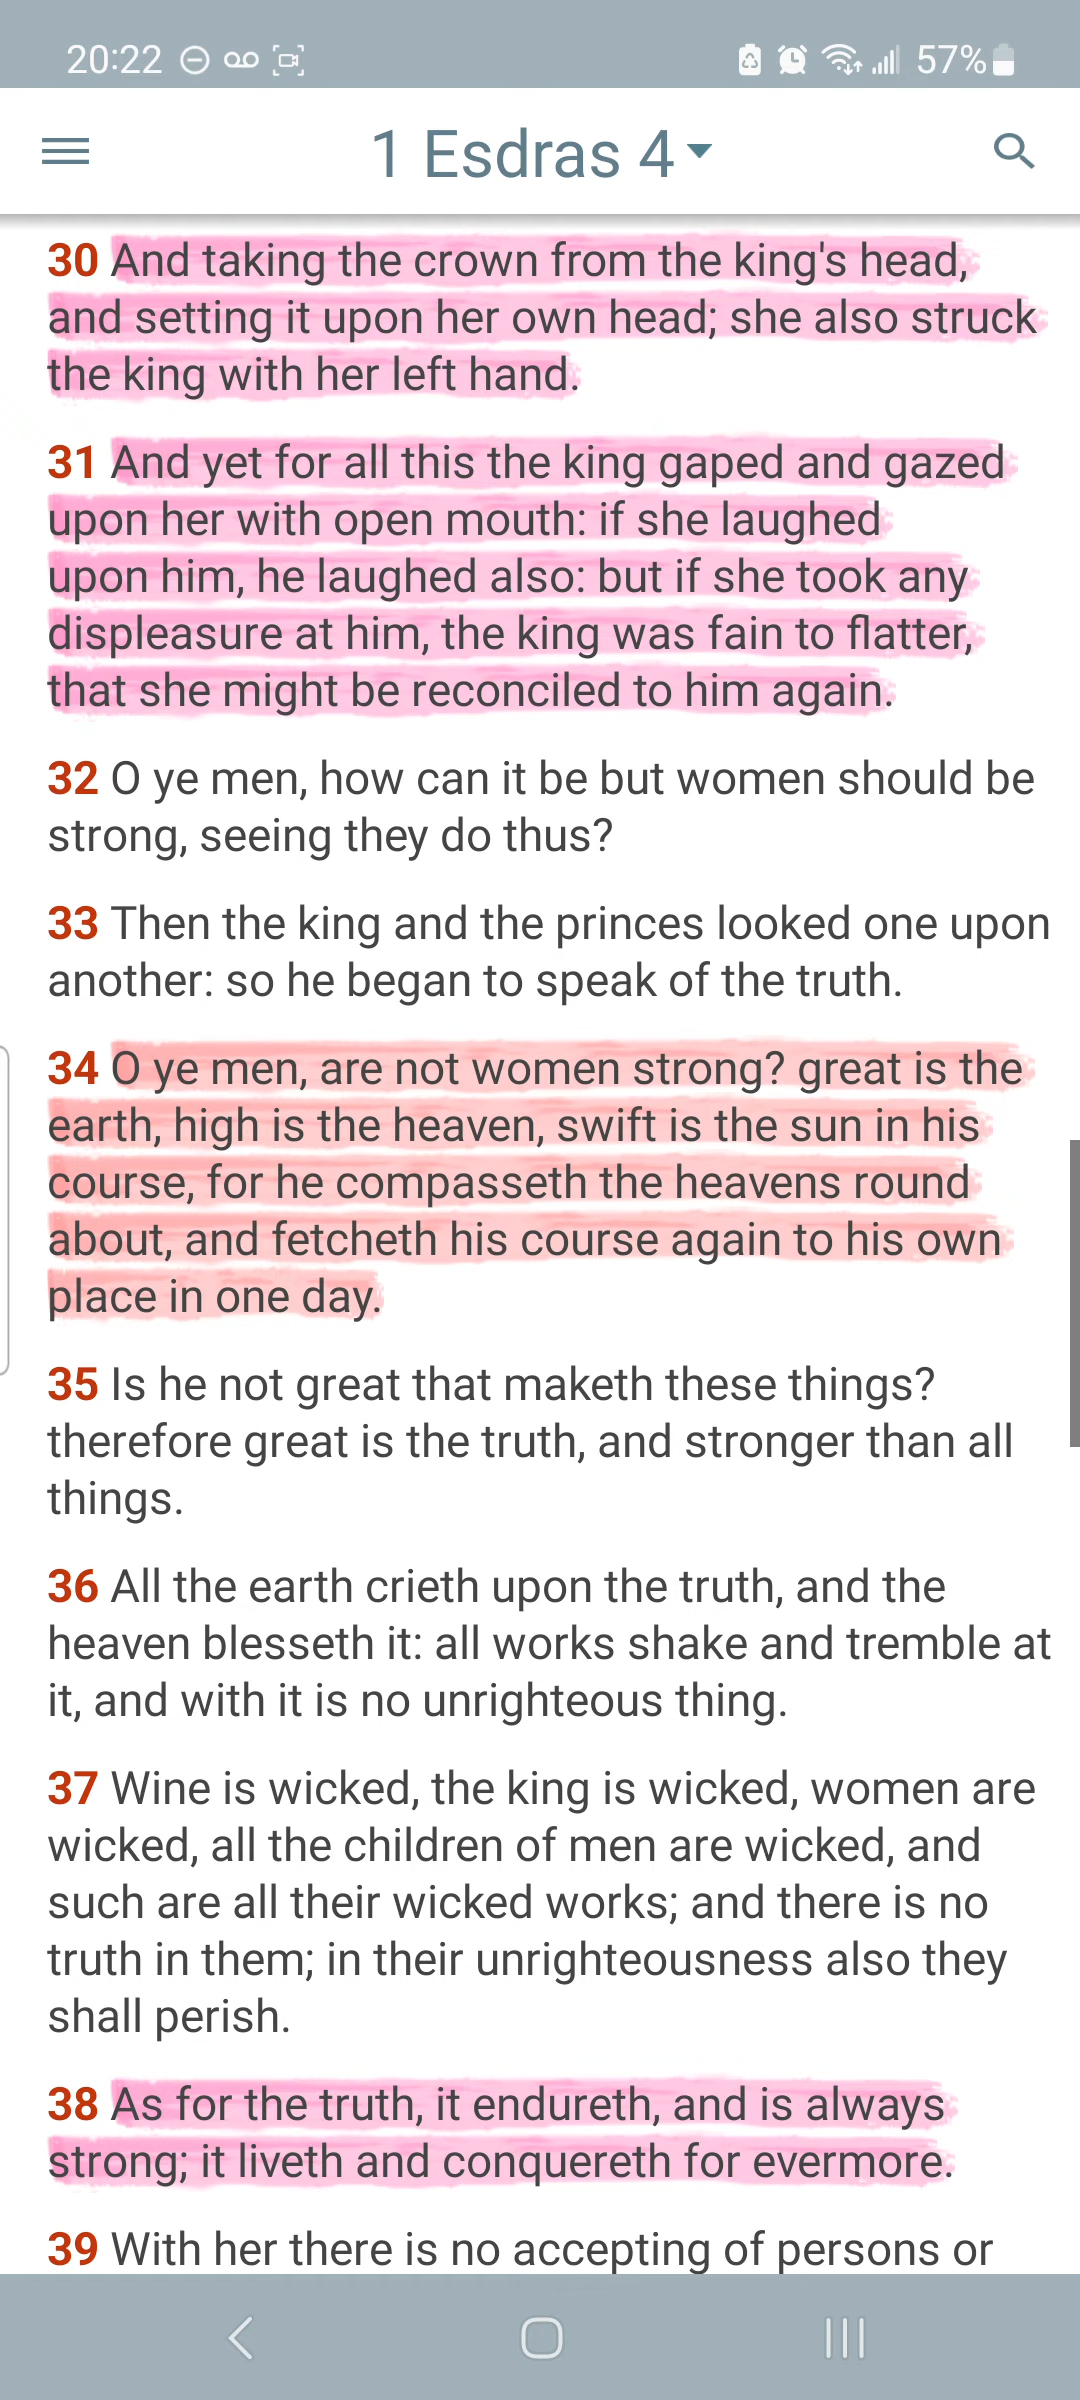 20:22
57%
1 Esdras 4
30 And taking the crown from the king's head,
and setting it upon her own head; she also struck
the king with her left hand.
31 And yet for all this the king gaped and gazed
upon her with open mouth: if she laughed
upon him, he laughed also: but if she took any
displeasure at him, the king was fain to flatter,
that she might be reconciled to him again.
32 O ye men, how can it be but women should be
strong, seeing they do thus?
33 Then the king and the princes looked one upon
another: so he began to speak of the truth.
34 O ye men, are not women strong? great is the
earth, high is the heaven, swift is the sun in his
course, for he compasseth the heavens round
about, and fetcheth his course again to his own
place in one day.
35 Is he not great that maketh these things?
therefore great is the truth, and stronger than all
things.
36 All the earth crieth upon the truth, and the
heaven blesseth it: all works shake and tremble at
it, and with it is no unrighteous thing.
37 Wine is wicked, the king is wicked, women are
wicked, all the children of men are wicked, and
such are all their wicked works; and there is no
truth in them; in their unrighteousness also they
shall perish.
38 As for the truth, it endureth, and is always
strong; it liveth and conquereth for evermore.
39 With her there is no accepting of persons or